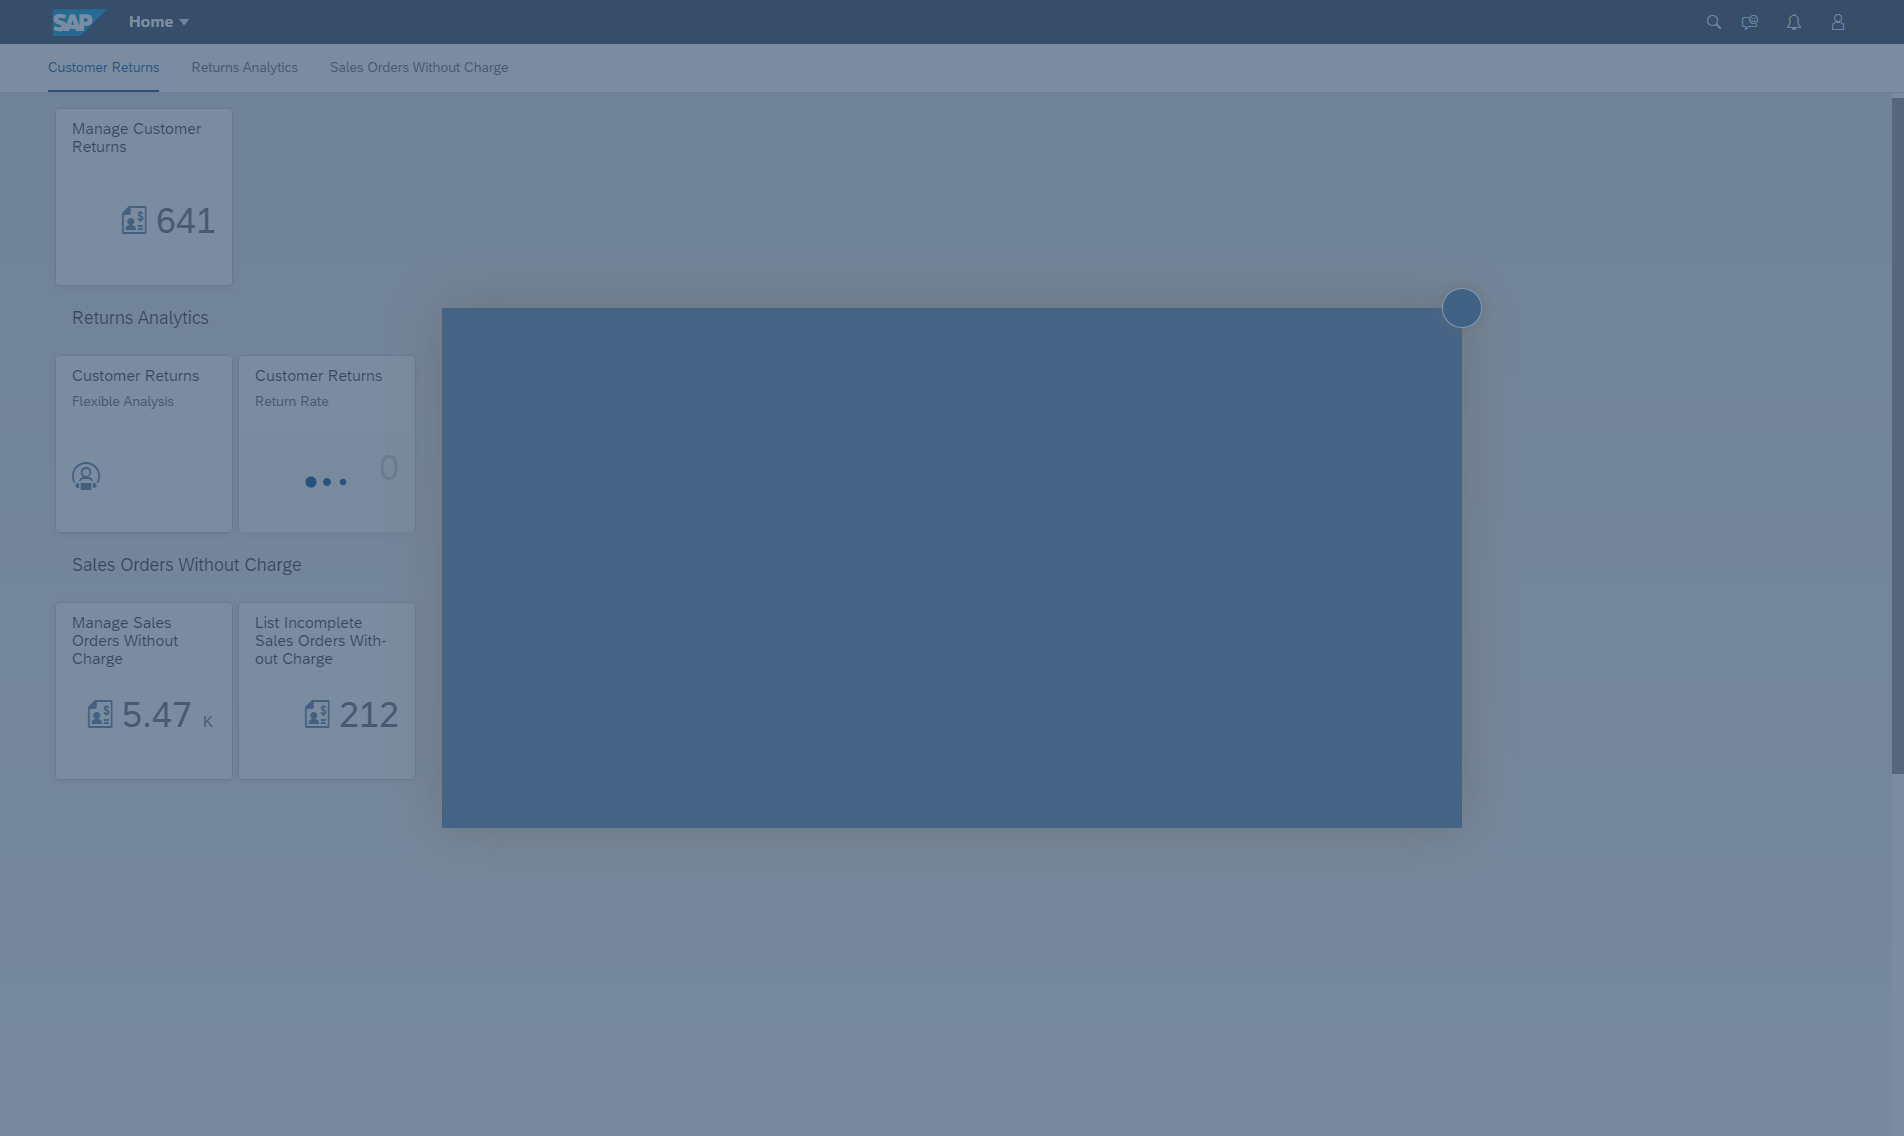 SAP Home
Customer Returns Returns Analytics Sales Orders Without Charge
Manage Customer
Returns
641
Returns Analytics
Customer Returns
Flexible Analysis
Customer Returns
Return Rate
0
Sales Orders Without Charge
Manage Sales
Orders Without
Charge
5.47 K
List Incomplete
Sales Orders With-
out Charge
212